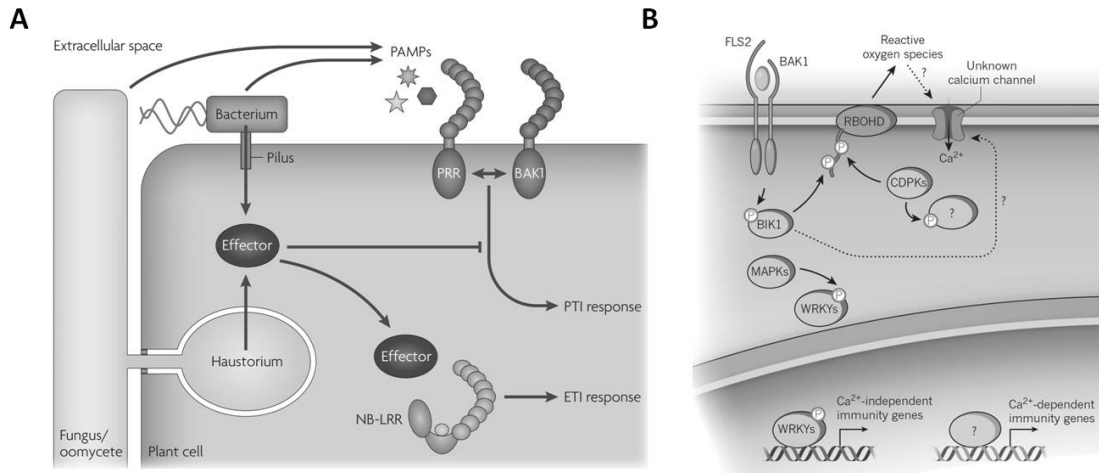 A
Extracellular space
PAMPs
Bacterium
Pilus
PRR
BAK1
Effector
PTI response
Haustorium
Effector
NB-LRR
ETI response
Fungus/
oomycete
Plant cell
B
FLS2
BAK1
Reactive
oxygen species
?
Unknown
calcium channel
RBOHD
P
P
Ca²⁺
CDPKs
P
?
?
P
BIK1
MAPKs
P
WRKYs
P
WRKYs
Ca²⁺-independent
immunity genes
?
Ca²⁺-dependent
immunity genes